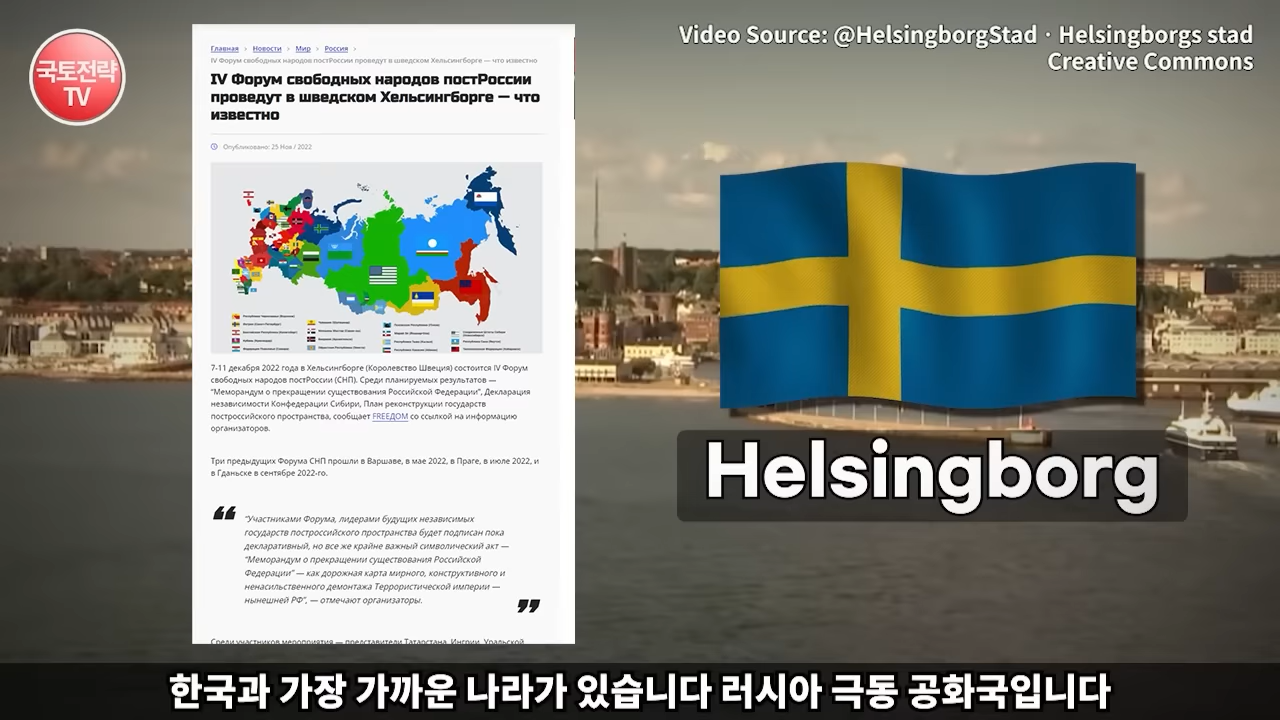 국토전략
TV
Video Source: @HelsingborgStad · Helsingborgs stad
Creative Commons
Главная › Новости › Мир › Россия ›
IV Форум свободных народов постРоссии проведут в шведском Хельсингборге — что известно
IV Форум свободных народов постРоссии
проведут в шведском Хельсингборге — что
известно
Опубликовано: 25 Ноя / 2022
7-11 декабря 2022 года в Хельсингборге (Королевство Швеция) состоится IV Форум
свободных народов постРоссии (СНП). Среди планируемых результатов —
“Меморандум о прекращении существования Российской Федерации”, Декларация
независимости Конфедерации Сибири, План реконструкции государств
построссийского пространства, сообщает FREEДОМ со ссылкой на информацию
организаторов.
Три предыдущих Форума СНП прошли в Варшаве, в мае 2022, в Праге, в июле 2022, и
в Гданьске в сентябре 2022-го.
“Участниками Форума, лидерами будущих независимых
государств построссийского пространства будет подписан пока
декларативный, но все же крайне важный символический акт —
“Меморандум о прекращении существования Российской
Федерации” — как дорожная карта мирного, конструктивного и
ненасильственного демонтажа Террористической империи —
нынешней РФ”, — отмечают организаторы.
Среди участников мероприятия — представители Татарстана, Ингрии, Уральской
Helsingborg
한국과 가장 가까운 나라가 있습니다 러시아 극동 공화국입니다